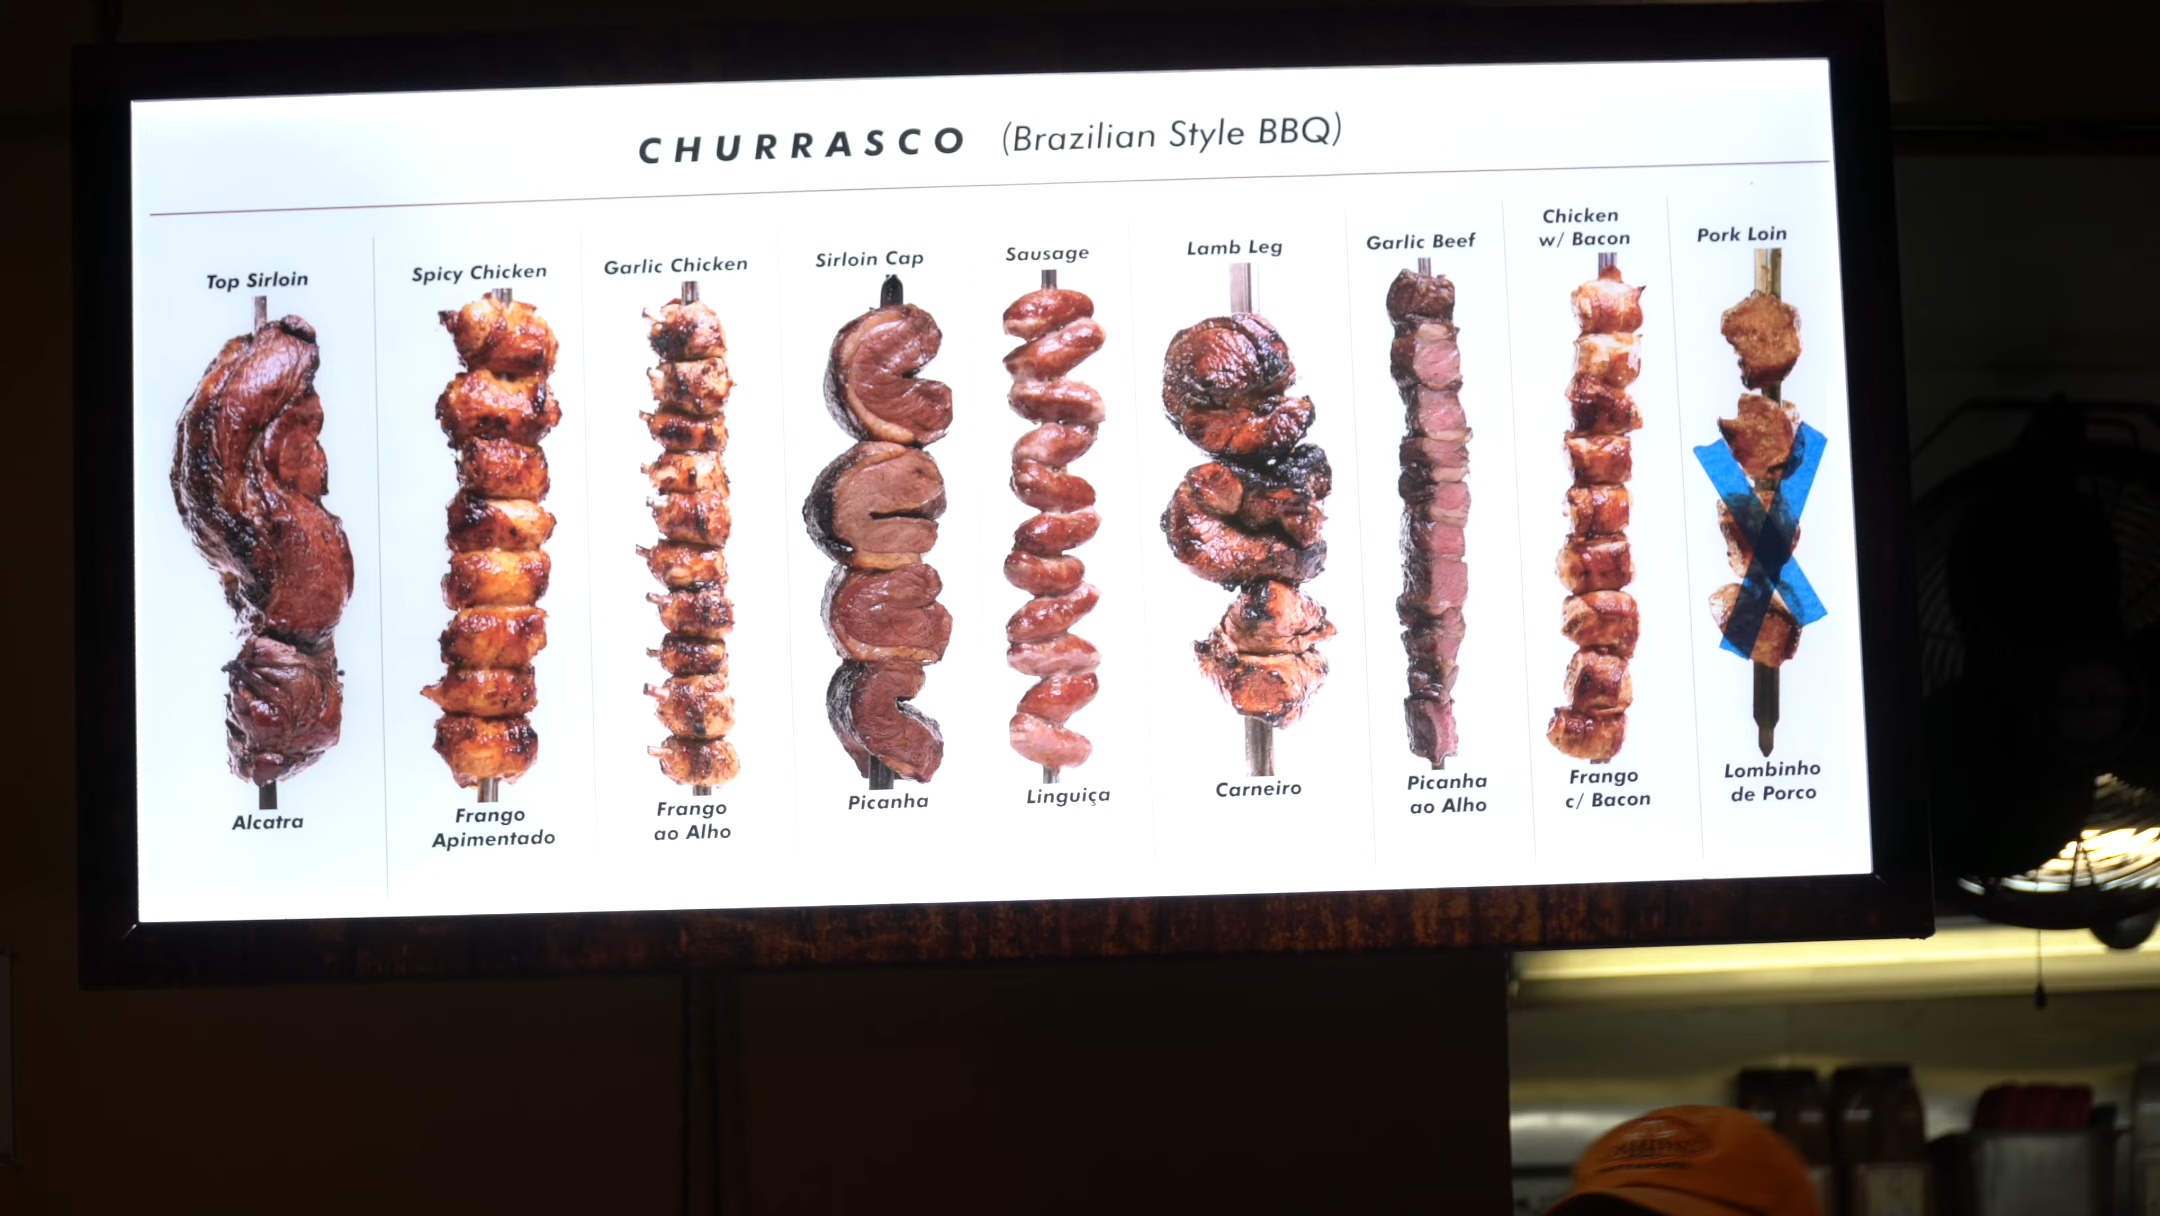 CHURRASCO (Brazilian Style BBQ)
Top Sirloin
Alcatra
Spicy Chicken
Frango
Apimentado
Garlic Chicken
Frango
ao Alho
Sirloin Cap
Picanha
Sausage
Linguiça
Lamb Leg
Carneiro
Garlic Beef
Picanha
ao Alho
Chicken
w/ Bacon
Frango
c/ Bacon
Pork Loin
Lombinho
de Porco